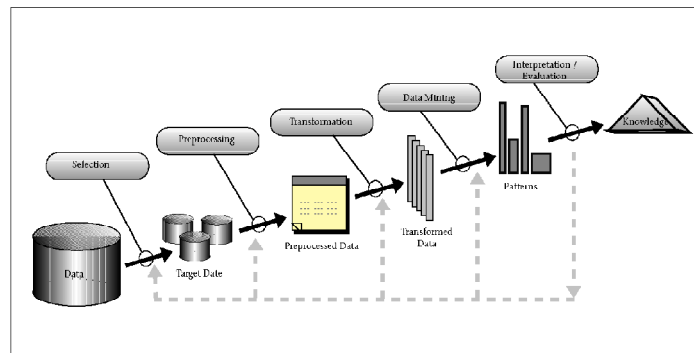 Interpretation /
Evaluation
Data Mining
Knowledge
Transformation
Preprocessing
Patterns
Selection
Transformed
Data
Preprocessed Data
Data
Target Date